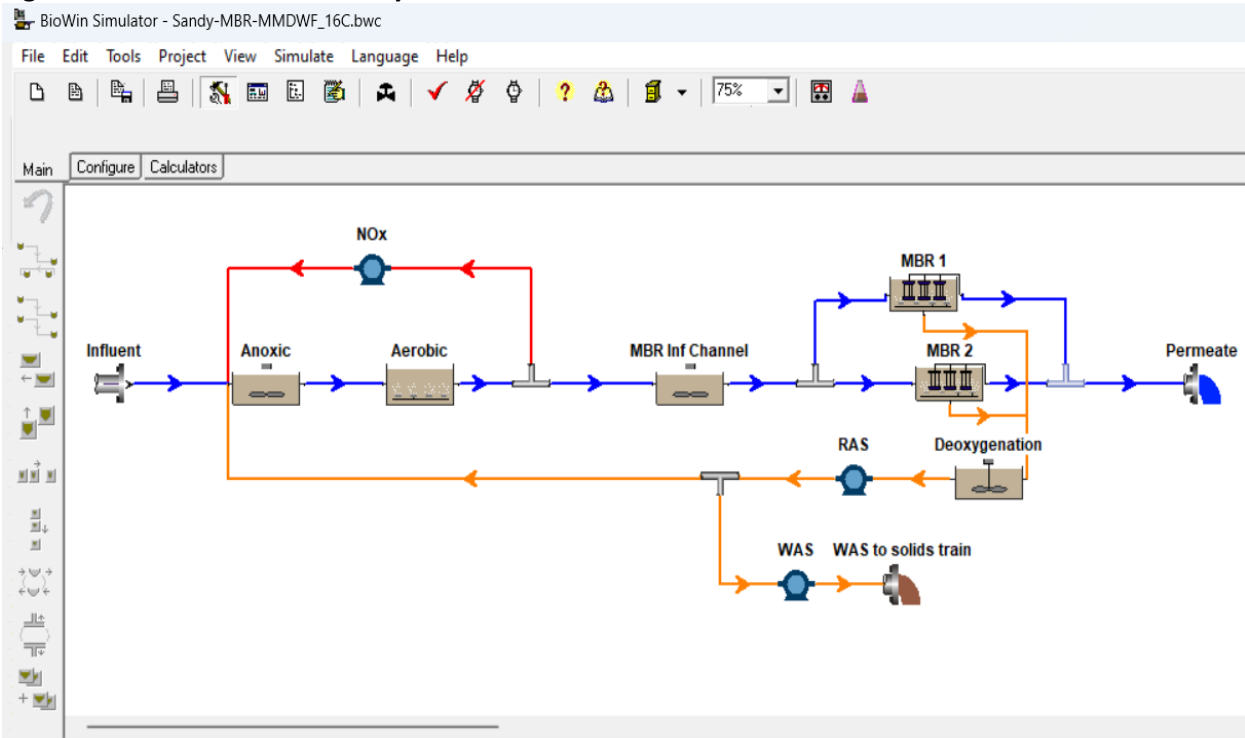 BioWin Simulator - Sandy-MBR-MMDWF_16C.bwc
File Edit Tools Project View Simulate Language Help
75%
Main Configure Calculators
NOx
MBR 1
Influent Anoxic Aerobic MBR Inf Channel MBR 2 Permeate
RAS Deoxygenation
WAS WAS to solids train